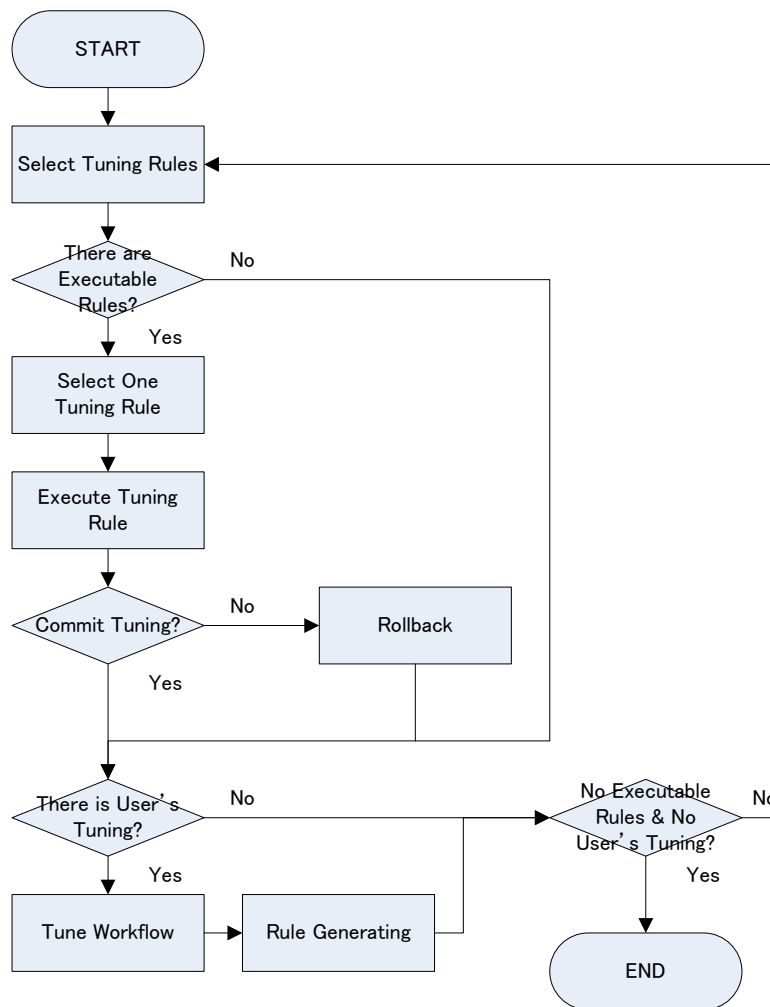 START
Select Tuning Rules
There are
Executable
Rules?
No
Yes
Select One
Tuning Rule
Execute Tuning
Rule
Commit Tuning?
No
Rollback
Yes
There is User's
Tuning?
No
No Executable
Rules & No
User's Tuning?
No
Yes
Yes
Tune Workflow
Rule Generating
END